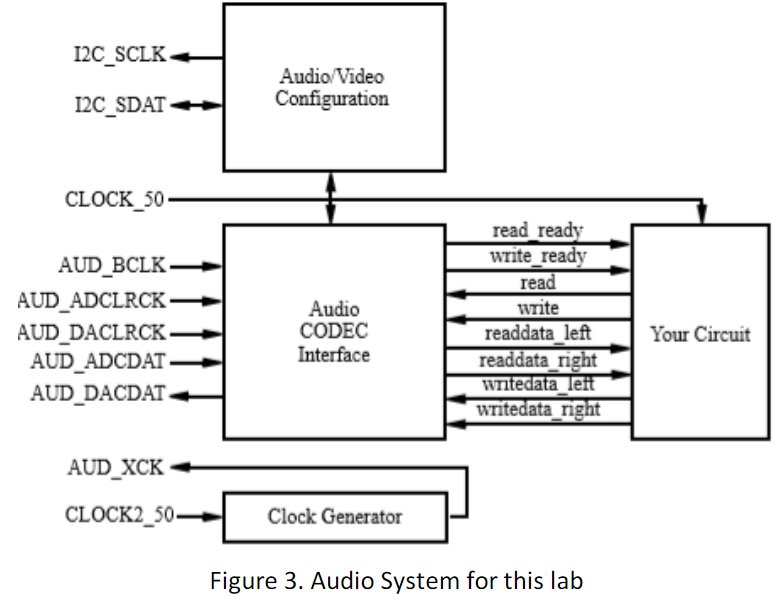 I2C_SCLK
I2C_SDAT
Audio/Video
Configuration
CLOCK_50
AUD_BCLK
AUD_ADCLRCK
AUD_DACLRCK
AUD_ADCDAT
AUD_DACDAT
Audio
CODEC
Interface
read_ready
write_ready
read
write
readdata_left
readdata_right
writedata_left
writedata_right
Your Circuit
AUD_XCK
CLOCK2_50
Clock Generator
Figure 3. Audio System for this lab